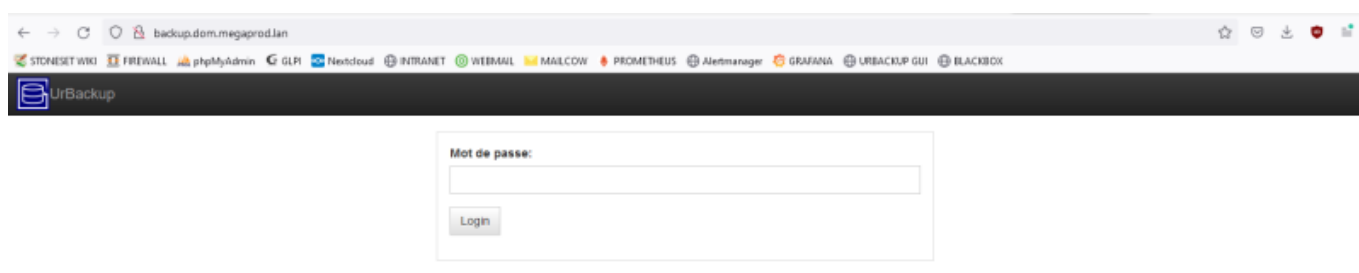 backup.dom.megaprod.lan
STONESET WIKI FIREWALL phpMyAdmin GLPI Nextcloud INTRANET WEBMAIL MAILCOW PROMETHEUS Alertmanager GRAFANA URBACKUP GUI BLACKBOX
UrBackup
Mot de passe:
Login